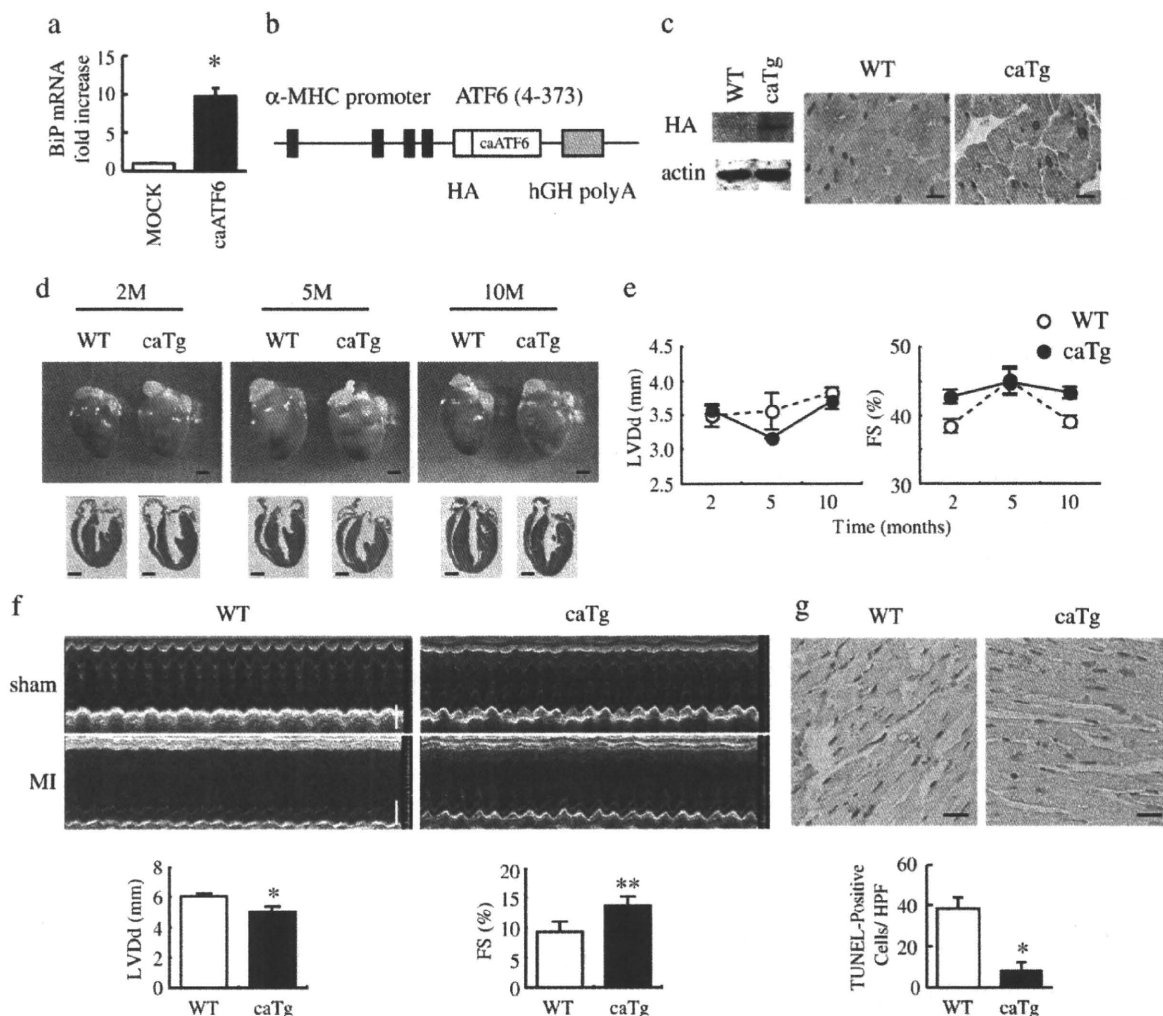 a
BiP mRNA
fold increase
15
10
5
0
*
MOCK
caATF6
b
α-MHC promoter ATF6 (4-373)
caATF6
HA hGH polyA
c
WT caTg
HA
actin
WT caTg
d
2M 5M 10M
WT caTg WT caTg WT caTg
e
WT
caTg
LVDd (mm)
4.5
4.0
3.5
3.0
2.5
2 5 10
FS (%)
50
40
30
2 5 10
Time (months)
f
WT caTg
sham
MI
LVDd (mm)
8
6
4
2
0
*
WT caTg
FS (%)
20
15
10
5
0
**
WT caTg
g
WT caTg
TUNEL-Positive
Cells/ HPF
60
40
20
0
*
WT caTg